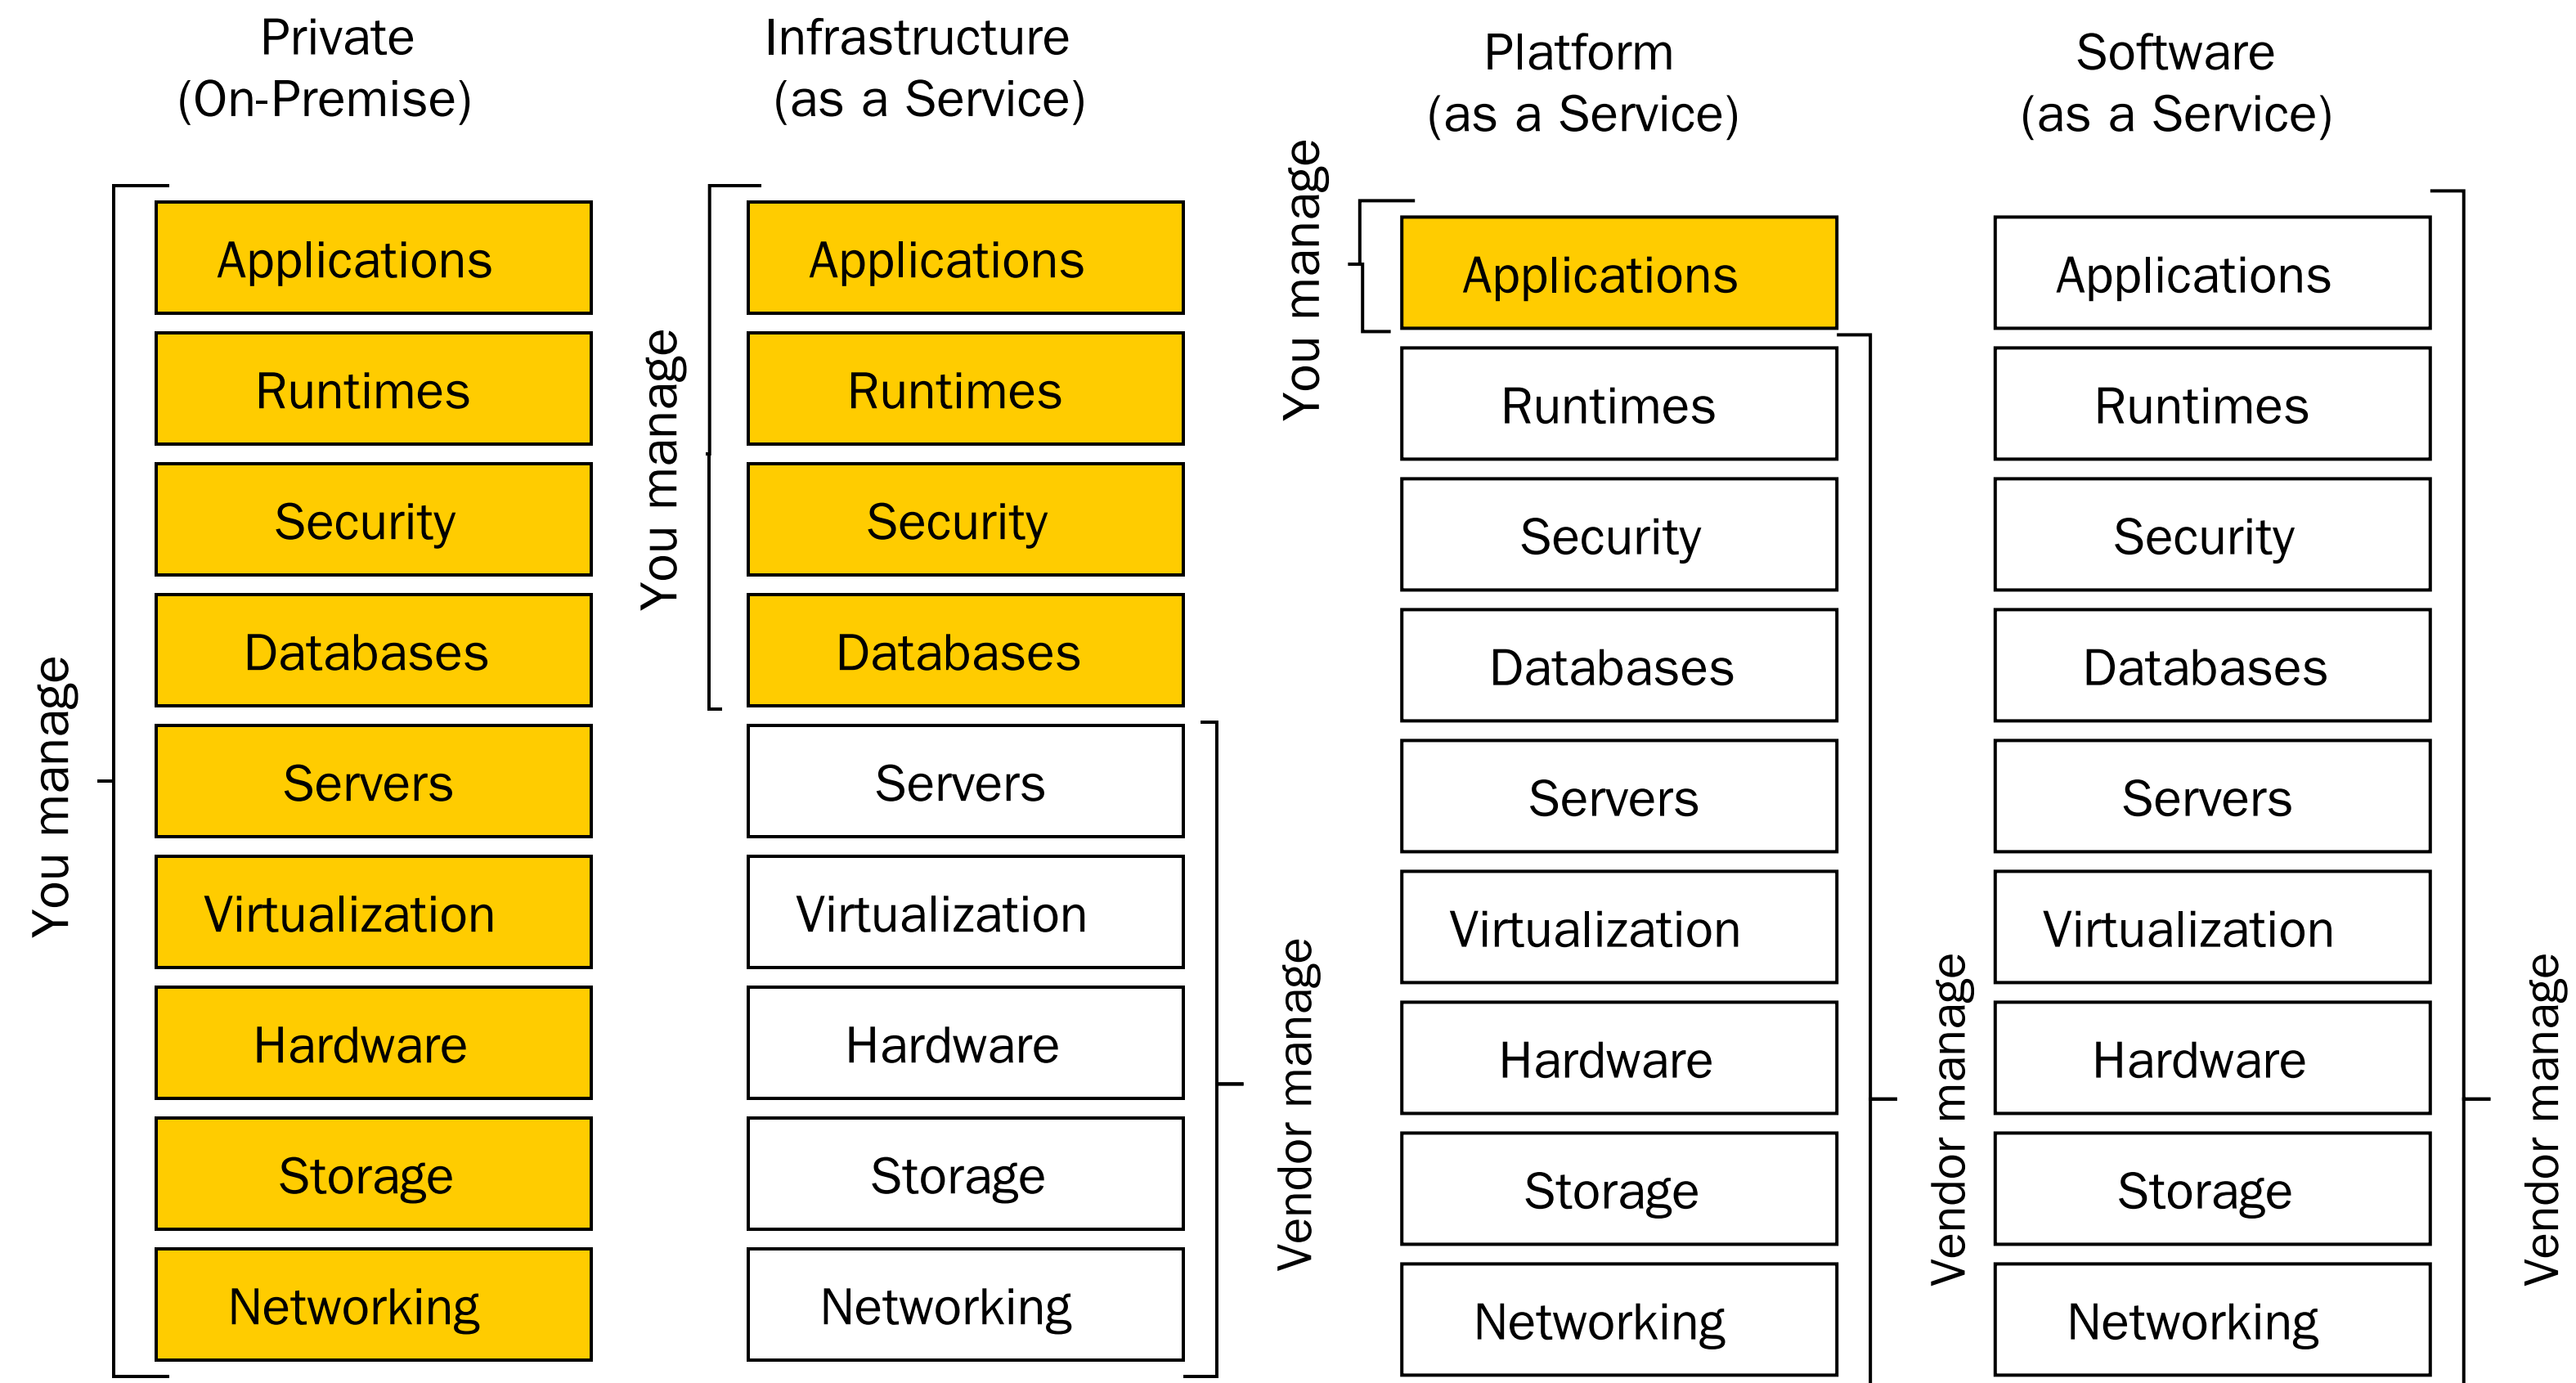 Private
(On-Premise)
You manage
Applications
Runtimes
Security
Databases
Servers
Virtualization
Hardware
Storage
Networking
Infrastructure
(as a Service)
You manage
Applications
Runtimes
Security
Databases
Servers
Virtualization
Hardware
Storage
Networking
Vendor manage
Platform
(as a Service)
You manage
Applications
Runtimes
Security
Databases
Servers
Virtualization
Hardware
Storage
Networking
Vendor manage
Software
(as a Service)
Applications
Runtimes
Security
Databases
Servers
Virtualization
Hardware
Storage
Networking
Vendor manage